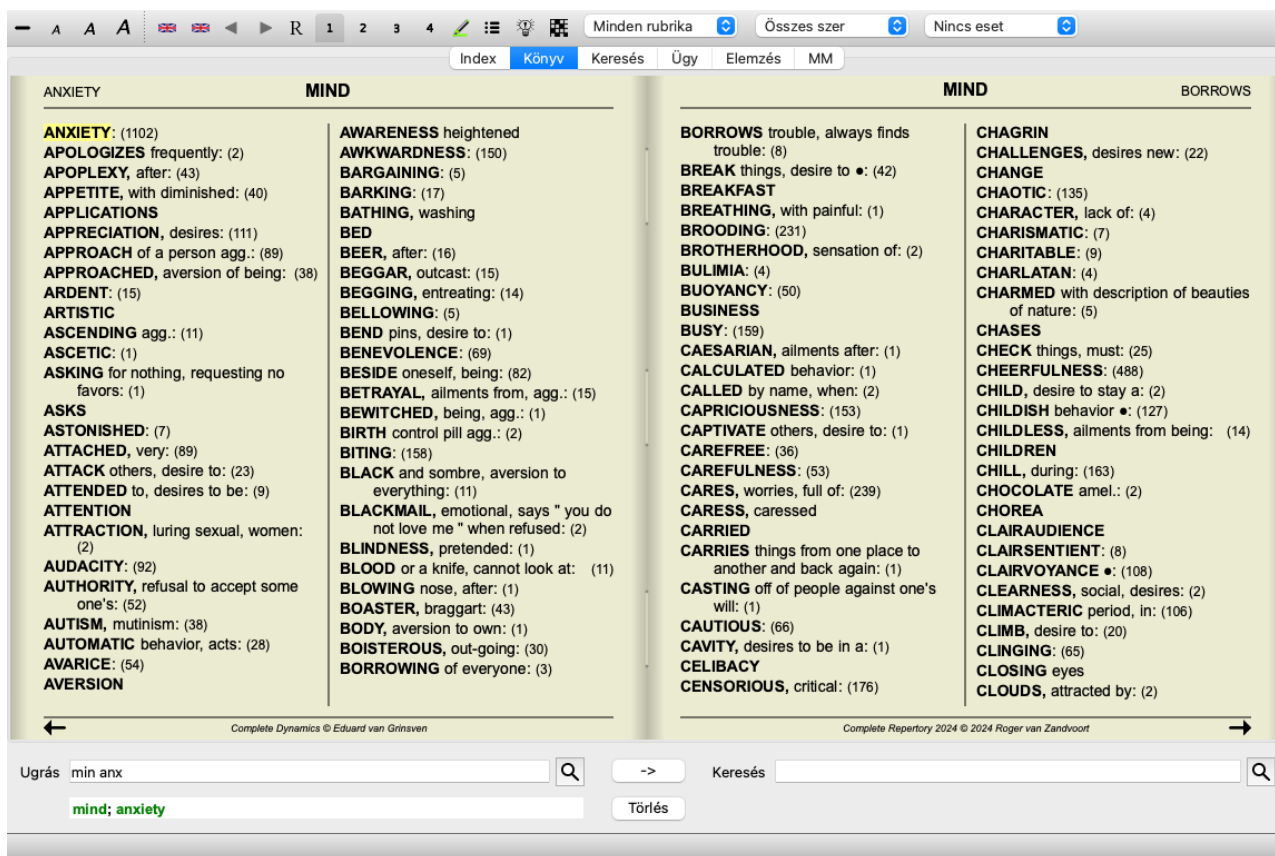 A A A R 1 2 3 4 Minden rubrika Összes szer Nincs eset
Index Könyv Keresés Ügy Elemzés MM
ANXIETY MIND
ANXIETY: (1102)
APOLOGIZES frequently: (2)
APOPLEXY, after: (43)
APPETITE, with diminished: (40)
APPLICATIONS
APPRECIATION, desires: (111)
APPROACH of a person agg.: (89)
APPROACHED, aversion of being: (38)
ARDENT: (15)
ARTISTIC
ASCENDING agg.: (11)
ASCETIC: (1)
ASKING for nothing, requesting no
favors: (1)
ASKS
ASTONISHED: (7)
ATTACHED, very: (89)
ATTACK others, desire to: (23)
ATTENDED to, desires to be: (9)
ATTENTION
ATTRACTION, luring sexual, women:
(2)
AUDACITY: (92)
AUTHORITY, refusal to accept some
one's: (52)
AUTISM, mutinism: (38)
AUTOMATIC behavior, acts: (28)
AVARICE: (54)
AVERSION
AWARENESS heightened
AWKWARDNESS: (150)
BARGAINING: (5)
BARKING: (17)
BATHING, washing
BED
BEER, after: (16)
BEGGAR, outcast: (15)
BEGGING, entreating: (14)
BELLOWING: (5)
BEND pins, desire to: (1)
BENEVOLENCE: (69)
BESIDE oneself, being: (82)
BETRAYAL, ailments from, agg.: (15)
BEWITCHED, being, agg.: (1)
BIRTH control pill agg.: (2)
BITING: (158)
BLACK and sombre, aversion to
everything: (11)
BLACKMAIL, emotional, says " you do
not love me " when refused: (2)
BLINDNESS, pretended: (1)
BLOOD or a knife, cannot look at: (11)
BLOWING nose, after: (1)
BOASTER, braggart: (43)
BODY, aversion to own: (1)
BOISTEROUS, out-going: (30)
BORROWING of everyone: (3)
Complete Dynamics © Eduard van Grinsven
MIND BORROWS
BORROWS trouble, always finds
trouble: (8)
BREAK things, desire to ●: (42)
BREAKFAST
BREATHING, with painful: (1)
BROODING: (231)
BROTHERHOOD, sensation of: (2)
BULIMIA: (4)
BUOYANCY: (50)
BUSINESS
BUSY: (159)
CAESARIAN, ailments after: (1)
CALCULATED behavior: (1)
CALLED by name, when: (2)
CAPRICIOUSNESS: (153)
CAPTIVATE others, desire to: (1)
CAREFREE: (36)
CAREFULNESS: (53)
CARES, worries, full of: (239)
CARESS, caressed
CARRIED
CARRIES things from one place to
another and back again: (1)
CASTING off of people against one's
will: (1)
CAUTIOUS: (66)
CAVITY, desires to be in a: (1)
CELIBACY
CENSORIOUS, critical: (176)
CHAGRIN
CHALLENGES, desires new: (22)
CHANGE
CHAOTIC: (135)
CHARACTER, lack of: (4)
CHARISMATIC: (7)
CHARITABLE: (9)
CHARLATAN: (4)
CHARMED with description of beauties
of nature: (5)
CHASES
CHECK things, must: (25)
CHEERFULNESS: (488)
CHILD, desire to stay a: (2)
CHILDISH behavior ●: (127)
CHILDLESS, ailments from being: (14)
CHILDREN
CHILL, during: (163)
CHOCOLATE amel.: (2)
CHOREA
CLAIRAUDIENCE
CLAIRSENTIENT: (8)
CLAIRVOYANCE ●: (108)
CLEARNESS, social, desires: (2)
CLIMACTERIC period, in: (106)
CLIMB, desire to: (20)
CLINGING: (65)
CLOSING eyes
CLOUDS, attracted by: (2)
Complete Repertory 2024 © 2024 Roger van Zandvoort
Ugrás min anx -> Keresés
mind; anxiety Törlés